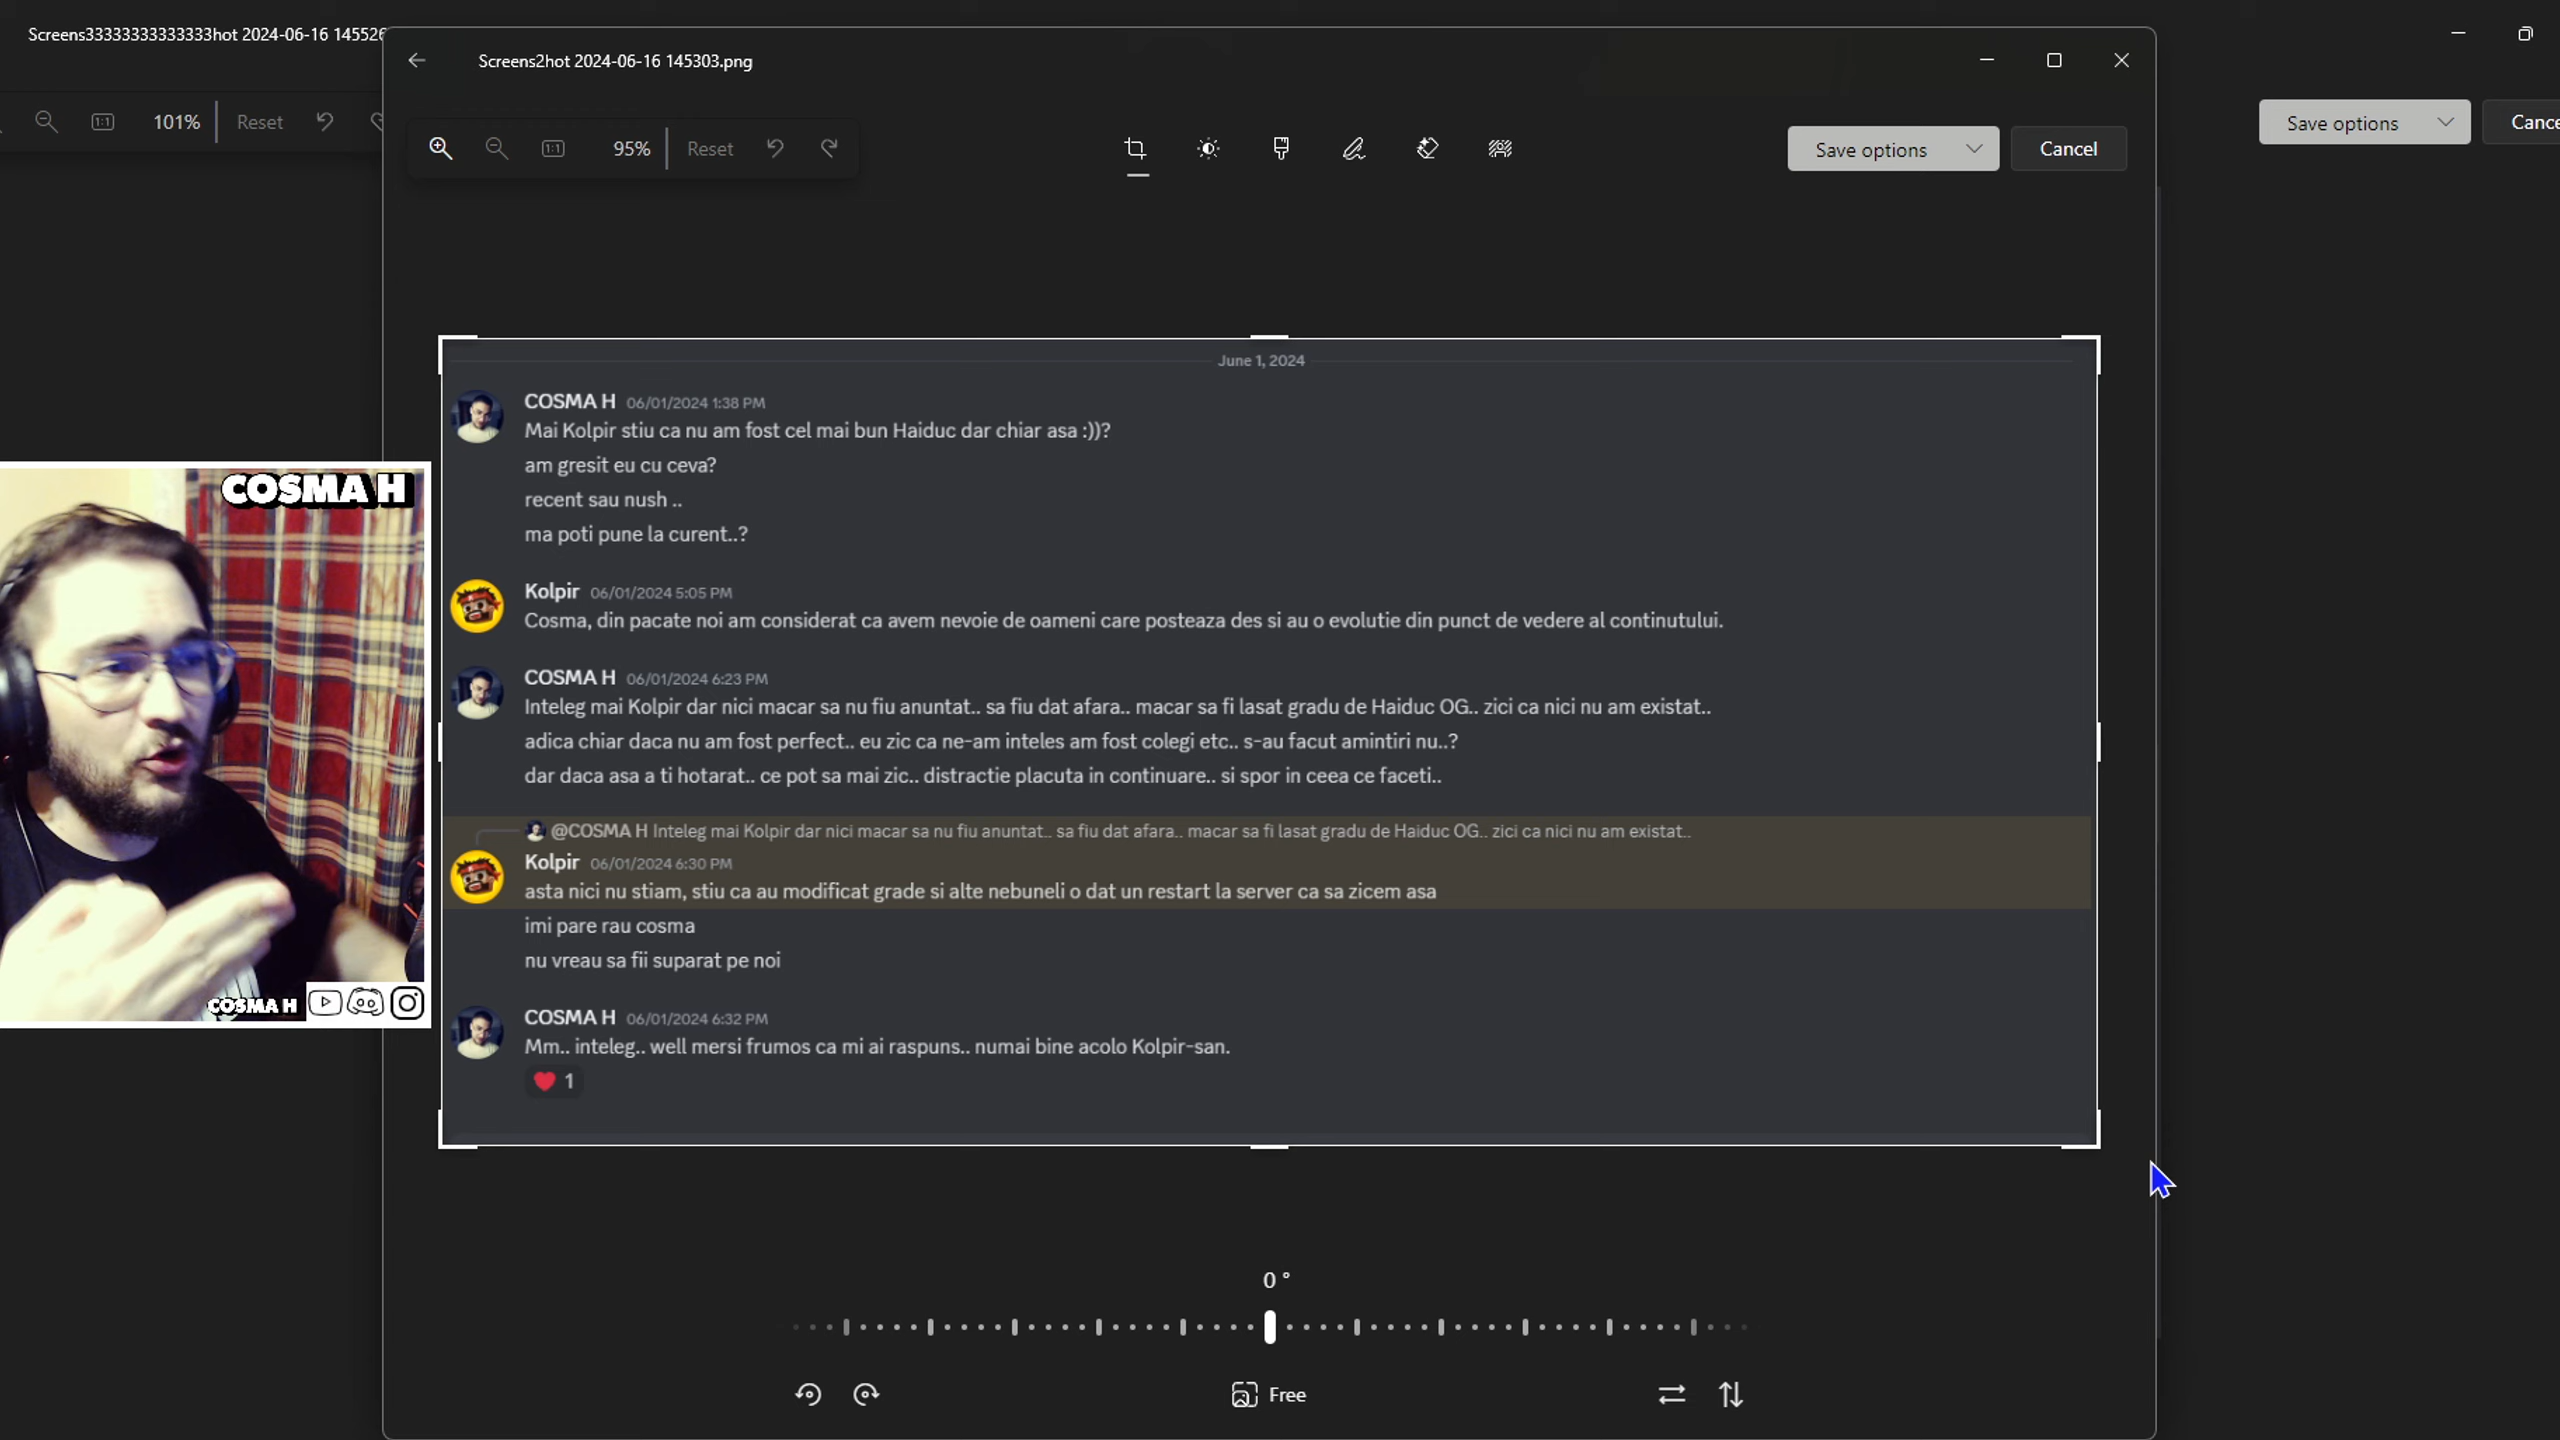 Screens33333333333333hot 2024-06-16 145526
Screens2hot 2024-06-16 145303.png
101%
Reset
Save options
Cance
95%
Reset
Save options
Cancel
June 1, 2024
COSMA H 06/01/2024 1:38 PM
Mai Kolpir stiu ca nu am fost cel mai bun Haiduc dar chiar asa :))?
am gresit eu cu ceva?
recent sau nush ..
ma poti pune la curent..?
Kolpir 06/01/2024 5:05 PM
Cosma, din pacate noi am considerat ca avem nevoie de oameni care posteaza des si au o evolutie din punct de vedere al continutului.
COSMA H 06/01/2024 6:23 PM
Inteleg mai Kolpir dar nici macar sa nu fiu anuntat.. sa fiu dat afara.. macar sa fi lasat gradu de Haiduc OG.. zici ca nici nu am existat..
adica chiar daca nu am fost perfect.. eu zic ca ne-am inteles am fost colegi etc.. s-au facut amintiri nu..?
dar daca asa a ti hotarat.. ce pot sa mai zic.. distractie placuta in continuare.. si spor in ceea ce faceti..
@COSMA H Inteleg mai Kolpir dar nici macar sa nu fiu anuntat.. sa fiu dat afara.. macar sa fi lasat gradu de Haiduc OG.. zici ca nici nu am existat..
Kolpir 06/01/2024 6:30 PM
asta nici nu stiam, stiu ca au modificat grade si alte nebuneli o dat un restart la server ca sa zicem asa
imi pare rau cosma
nu vreau sa fii suparat pe noi
COSMA H 06/01/2024 6:32 PM
Mm.. inteleg.. well mersi frumos ca mi ai raspuns.. numai bine acolo Kolpir-san.
1
COSMA H
COSMA H
0 °
Free